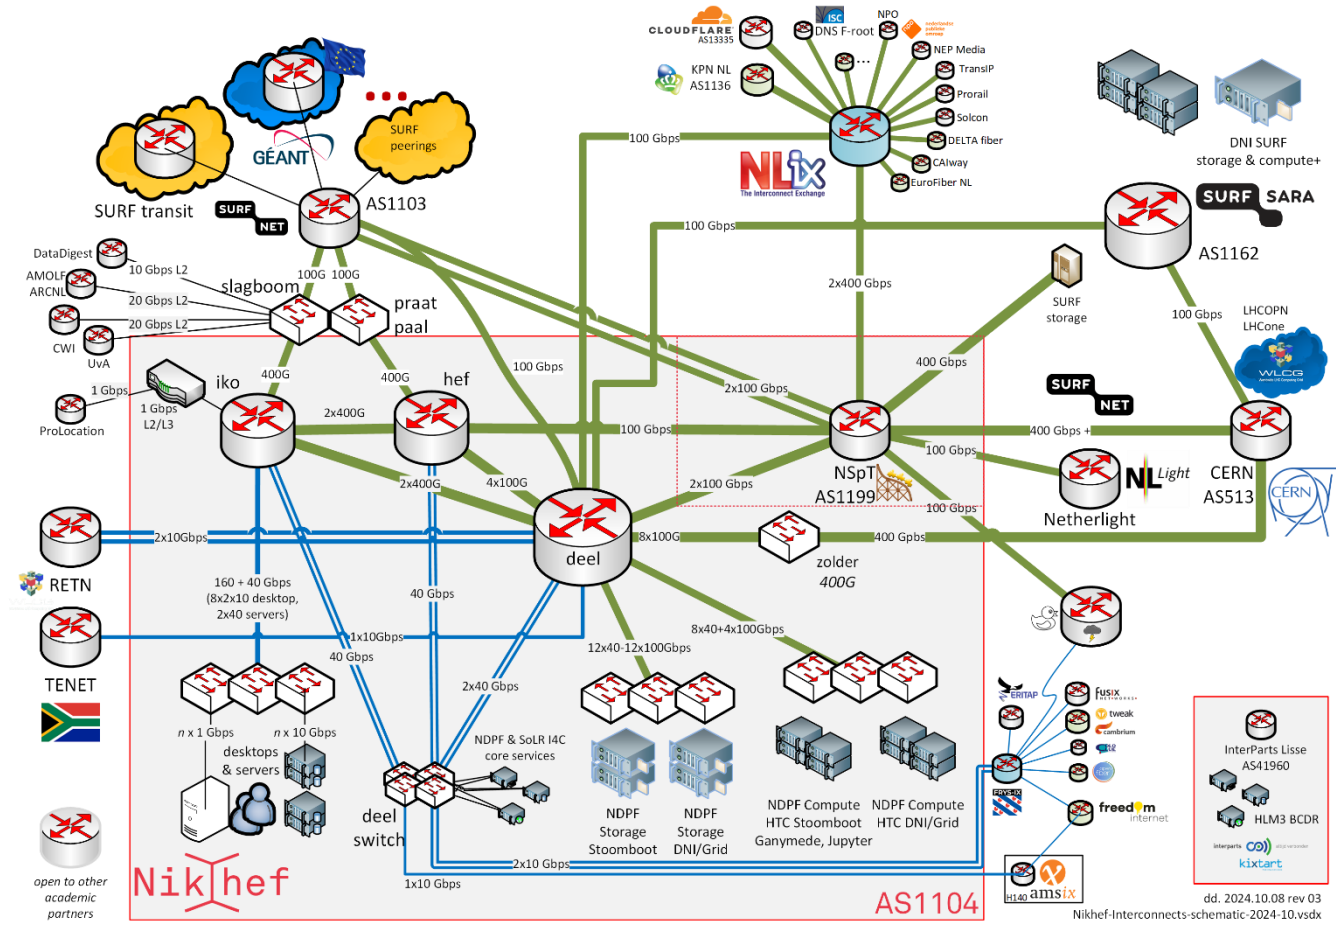 CLOUDFLARE
AS13335
ISC
DNS F-root
NPO
nederlandse
publieke
omroep
NEP Media
...
TransIP
KPN NL
AS1136
Prorail
Solcon
DELTA fiber
CAIway
EuroFiber NL
NLix
The Interconnect Exchange
100 Gbps
DNI SURF
storage & compute+
SURF
peerings
GÉANT
SURF transit
SURF
NET
AS1103
SURF
SARA
AS1162
100 Gbps
DataDigest
10 Gbps L2
AMOLF
ARCNL
20 Gbps L2
20 Gbps L2
CWI
UvA
100G
100G
slagboom
praat
paal
2x400 Gbps
SURF
storage
100 Gbps
LHCOPN
LHCone
WLCG
400 Gbps
100 Gbps
2x100 Gbps
400G
400G
iko
hef
1 Gbps
1 Gbps
L2/L3
ProLocation
2x400G
100 Gbps
SURF
NET
400 Gbps +
100 Gbps
NSpT
AS1199
CERN
AS513
CERN
NL Light
Netherlight
2x400G
4x100G
2x100 Gbps
100 Gbps
2x10Gbps
RETN
deel
8x100G
400 Gpbs
zolder
400G
160 + 40 Gbps
(8x2x10 desktop,
2x40 servers)
40 Gbps
1x10Gbps
40 Gbps
TENET
8x40+4x100Gbps
12x40-12x100Gbps
2x40 Gbps
n x 1 Gbps
n x 10 Gbps
desktops
& servers
NDPF & SoLR I4C
core services
deel
switch
NDPF
Storage
Stoomboot
NDPF
Storage
DNI/Grid
NDPF Compute
HTC Stoomboot
Ganymede, Jupyter
NDPF Compute
HTC DNI/Grid
ERITAP
fusix
NETWORKS
tweak
cambrium
FRYS-IX
freedom
internet
2x10 Gbps
1x10 Gbps
H140
amsix
InterParts Lisse
AS41960
HLM3 BCDR
interparts
kixtart
open to other
academic
partners
Nikhef
AS1104
dd. 2024.10.08 rev 03
Nikhef-Interconnects-schematic-2024-10.vsdx